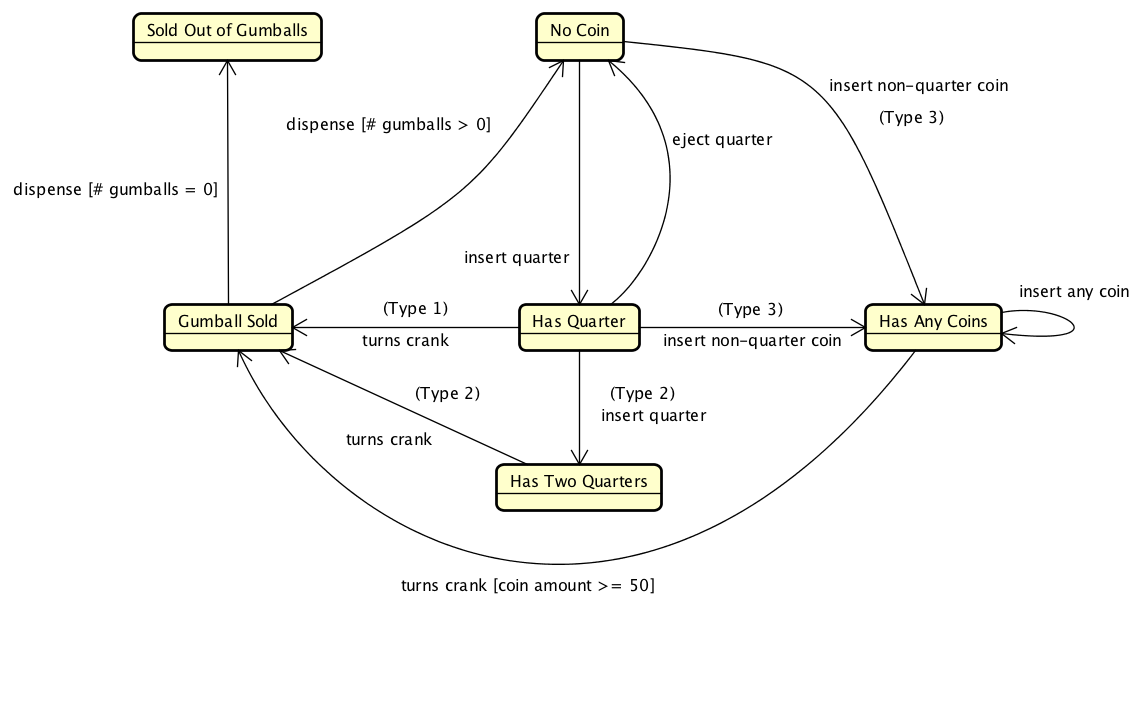 Sold Out of Gumballs
No Coin
insert non-quarter coin
(Type 3)
dispense [# gumballs > 0]
eject quarter
dispense [# gumballs = 0]
insert quarter
insert any coin
(Type 1)
(Type 3)
Gumball Sold
Has Quarter
Has Any Coins
turns crank
insert non-quarter coin
(Type 2)
(Type 2)
insert quarter
turns crank
Has Two Quarters
turns crank [coin amount >= 50]